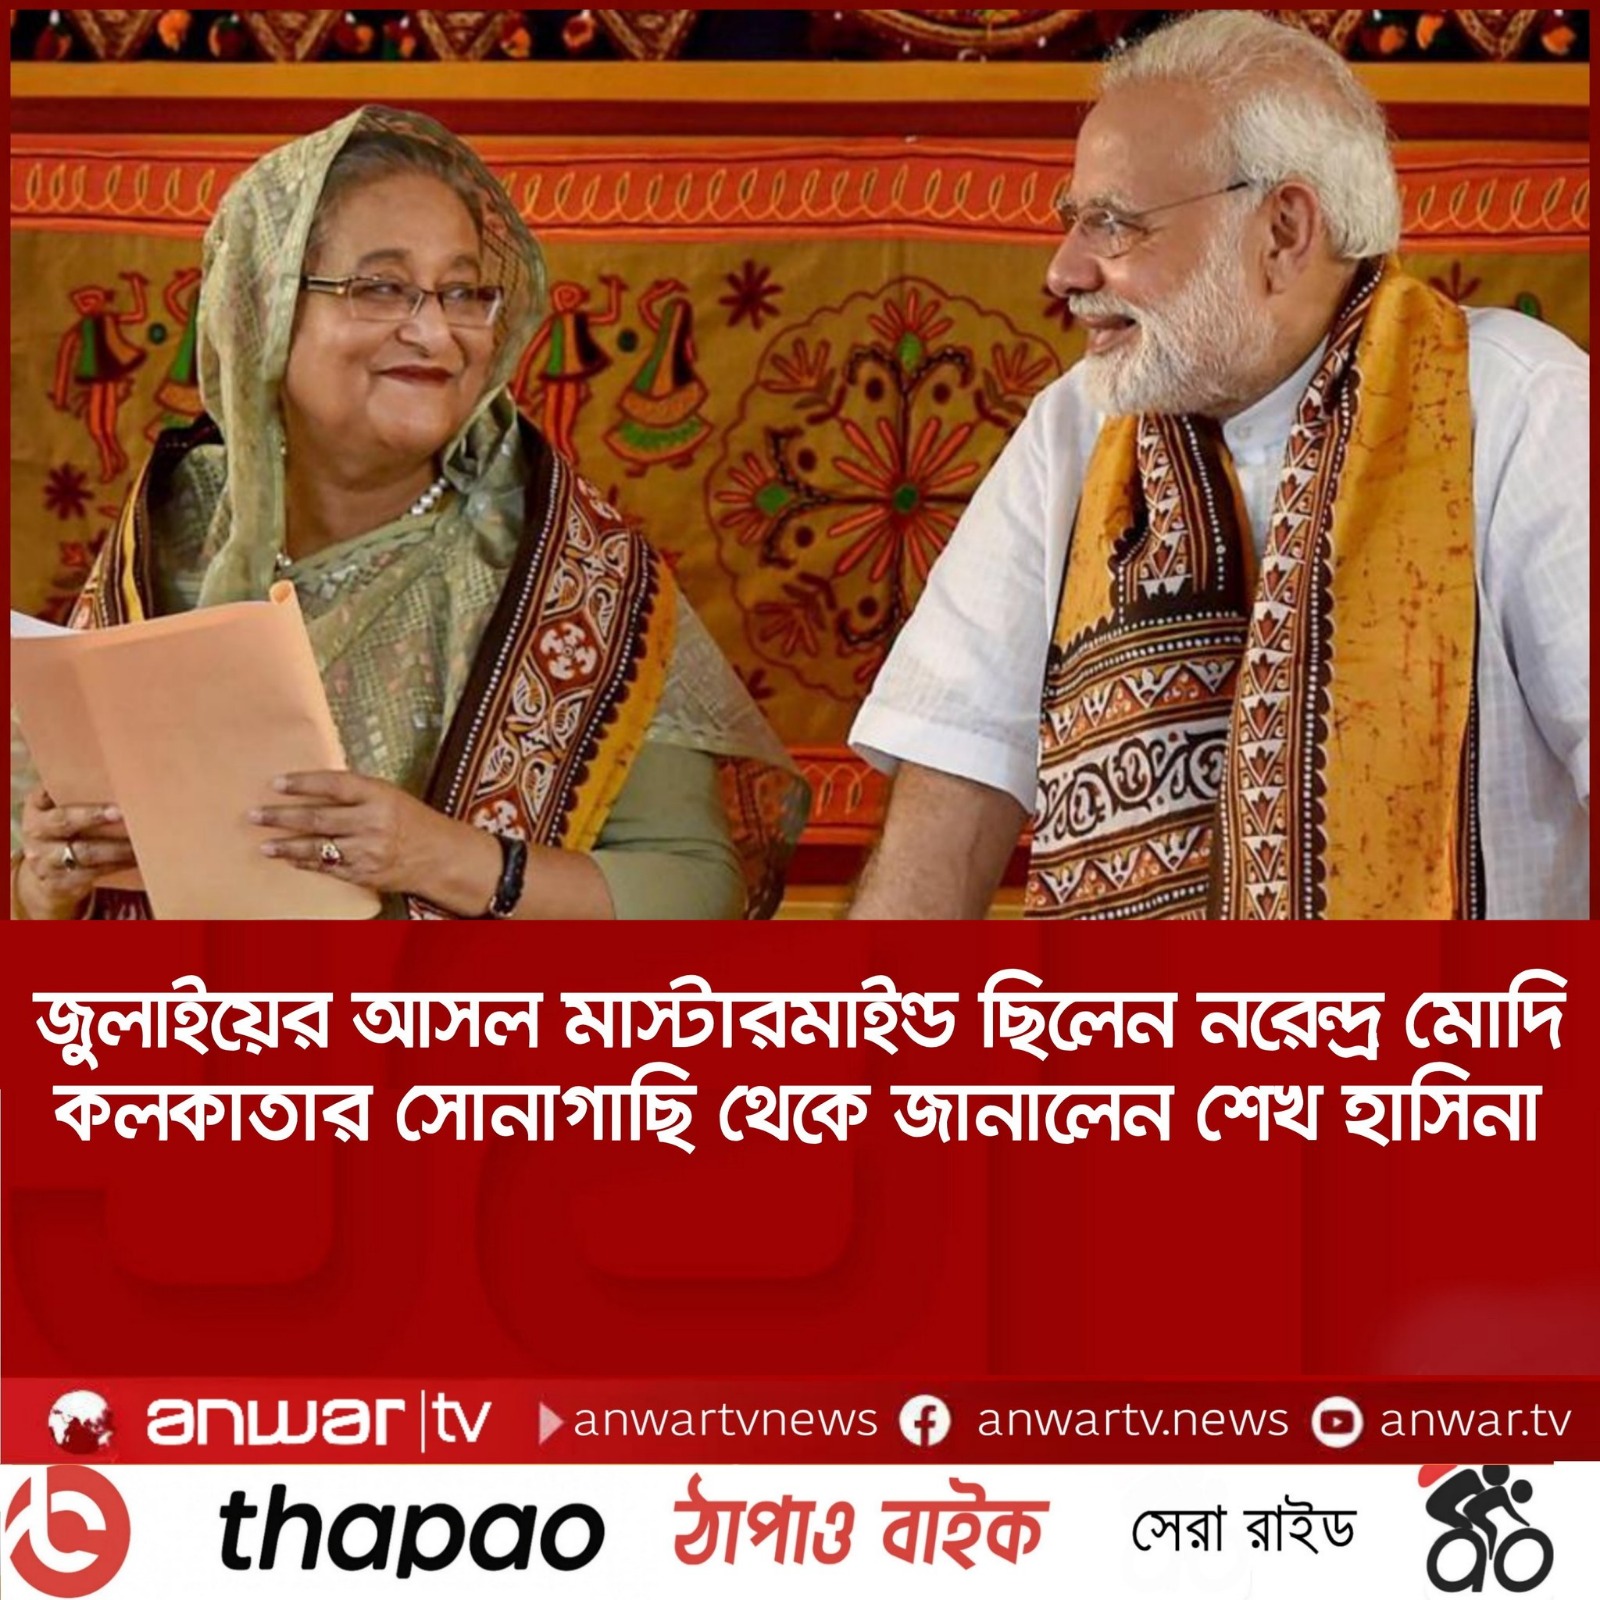 জুলাইয়ের আসল মাস্টারমাইন্ড ছিলেন নরেন্দ্র মোদি
কলকাতার সোনাগাছি থেকে জানালেন শেখ হাসিনা
anwar|tv anwartvnews anwartv.news anwar.tv
thapao ঠাপাও বাইক সেরা রাইড